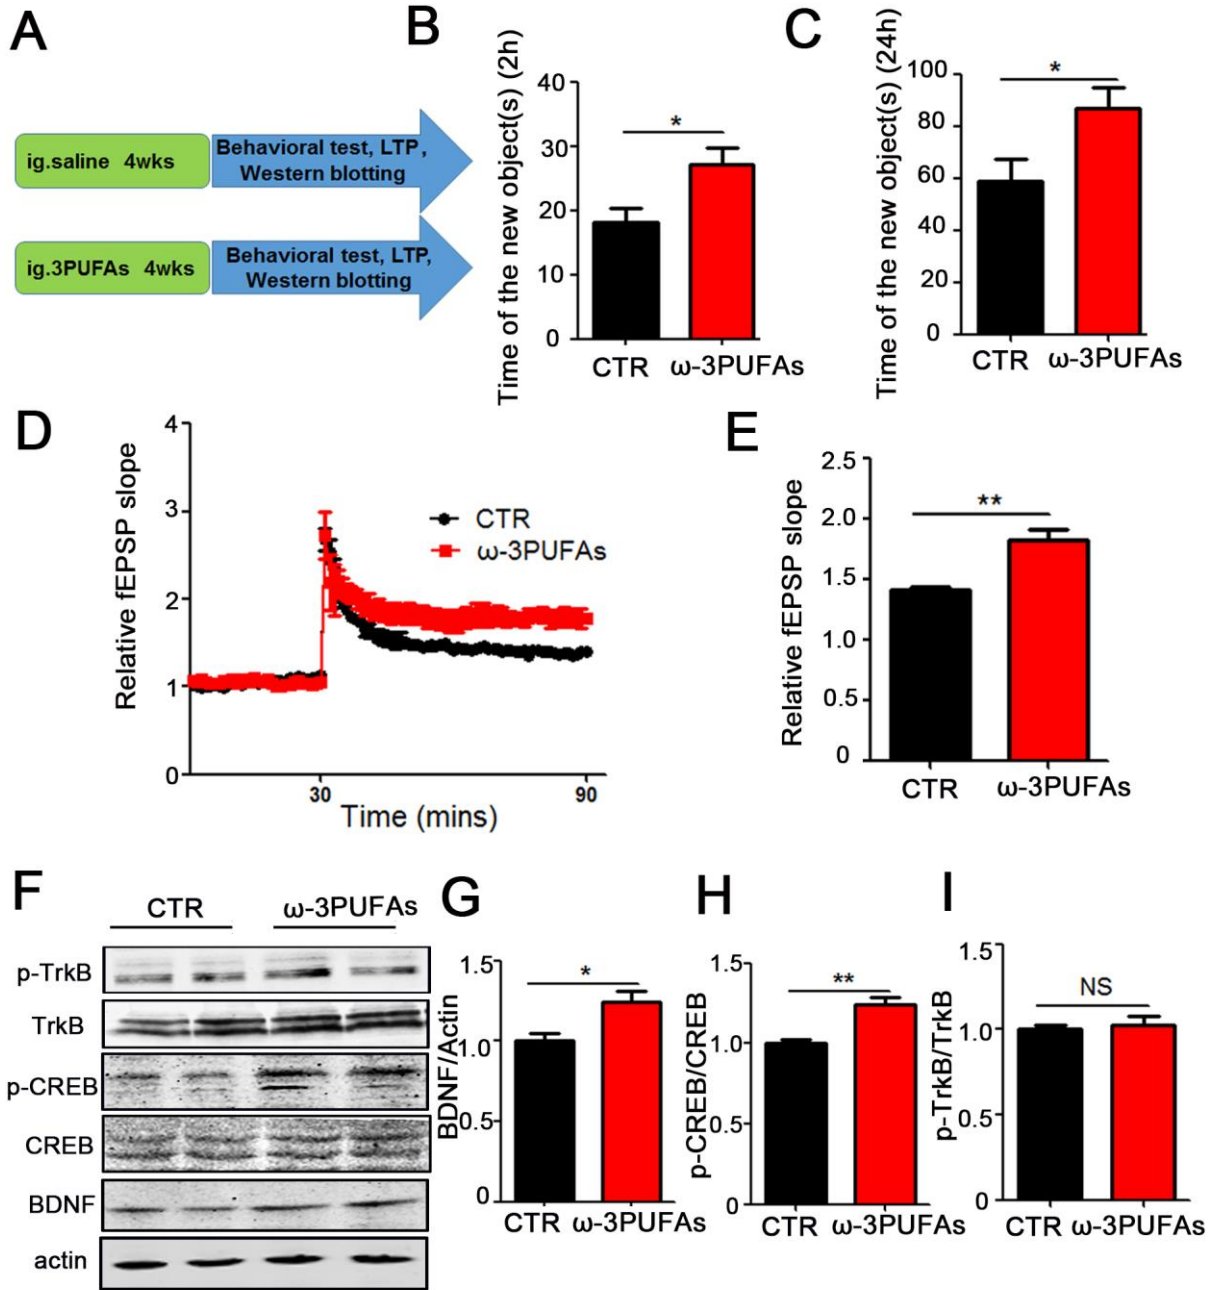 A
ig.saline 4wks
Behavioral test, LTP,
Western blotting
ig.3PUFAs 4wks
Behavioral test, LTP,
Western blotting
B
Time of the new object(s) (2h)
40
30
20
10
0
*
CTR
ω-3PUFAs
C
Time of the new object(s) (24h)
100
80
60
40
20
0
*
CTR
ω-3PUFAs
D
Relative fEPSP slope
4
3
2
1
0
CTR
ω-3PUFAs
30
90
Time (mins)
E
Relative fEPSP slope
2.5
2.0
1.5
1.0
0.5
0
**
CTR
ω-3PUFAs
F
CTR
ω-3PUFAs
p-TrkB
TrkB
p-CREB
CREB
BDNF
actin
G
BDNF/Actin
1.5
1.0
0.5
0
*
CTR
ω-3PUFAs
H
p-CREB/CREB
1.5
1.0
0.5
0
**
CTR
ω-3PUFAs
I
p-TrkB/TrkB
1.5
1.0
0.5
0
NS
CTR
ω-3PUFAs